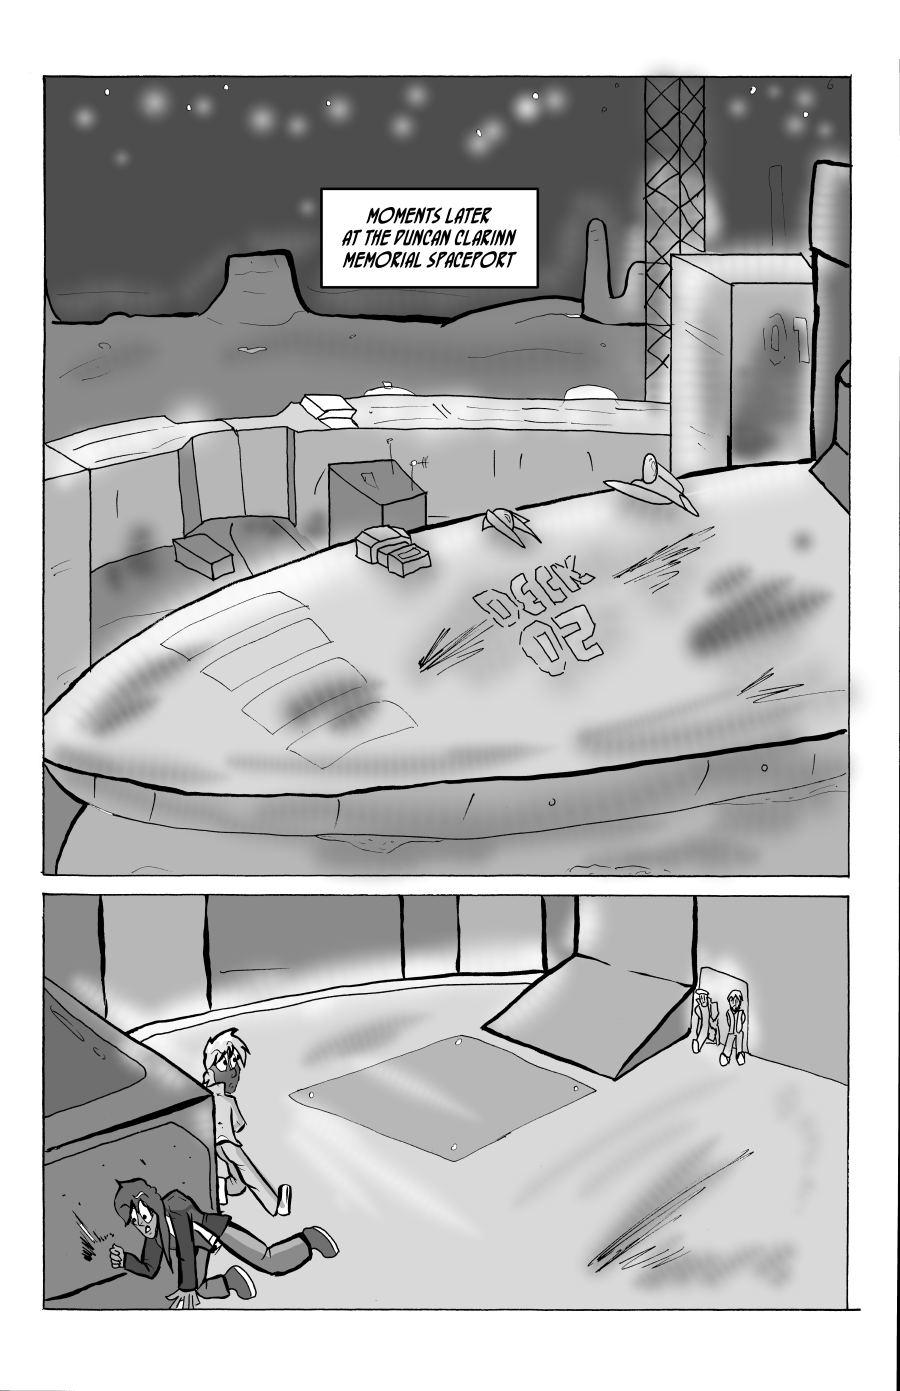 MOMENTS LATER
AT THE DUNCAN CLARINN
MEMORIAL SPACEPORT
01
DECK
02